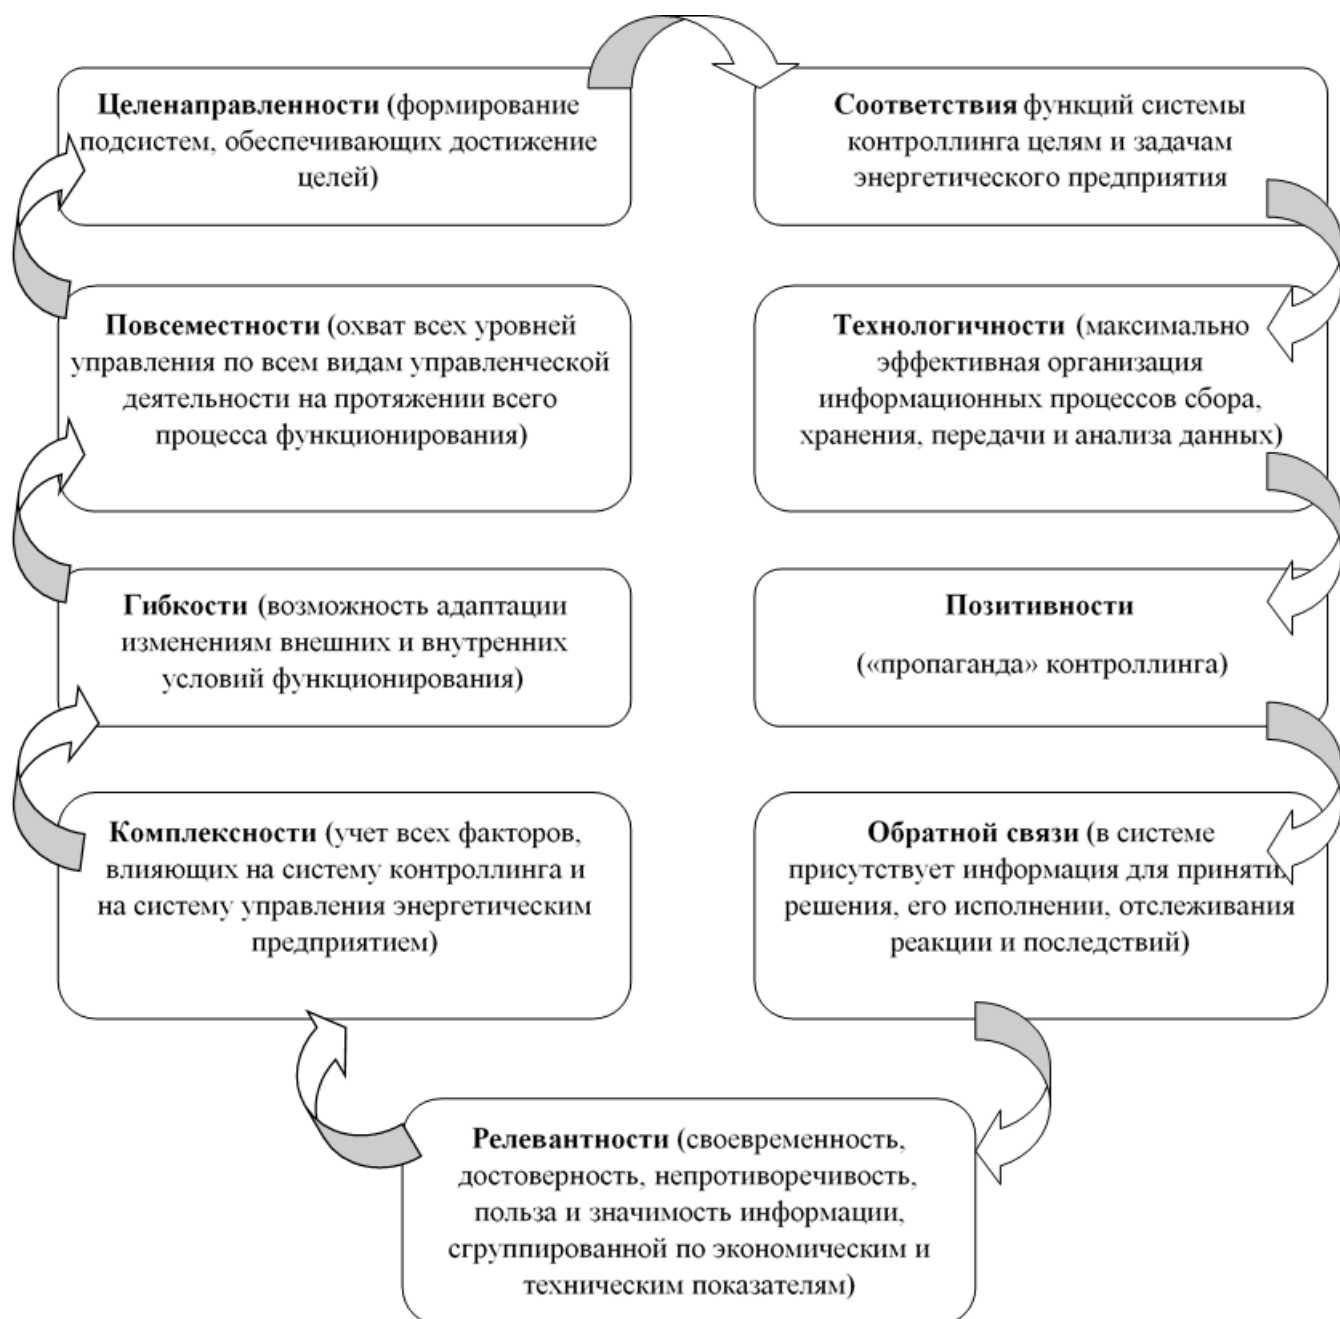 Целенаправленности (формирование
подсистем, обеспечивающих достижение
целей)
Соответствия функций системы
контроллинга целям и задачам
энергетического предприятия
Повсеместности (охват всех уровней
управления по всем видам управленческой
деятельности на протяжении всего
процесса функционирования)
Технологичности (максимально
эффективная организация
информационных процессов сбора,
хранения, передачи и анализа данных)
Гибкости (возможность адаптации
изменениям внешних и внутренних
условий функционирования)
Позитивности
(«пропаганда» контроллинга)
Комплексности (учет всех факторов,
влияющих на систему контроллинга и
на систему управления энергетическим
предприятием)
Обратной связи (в системе
присутствует информация для принятия
решения, его исполнении, отслеживания
реакции и последствий)
Релевантности (своевременность,
достоверность, непротиворечивость,
польза и значимость информации,
сгруппированной по экономическим и
техническим показателям)